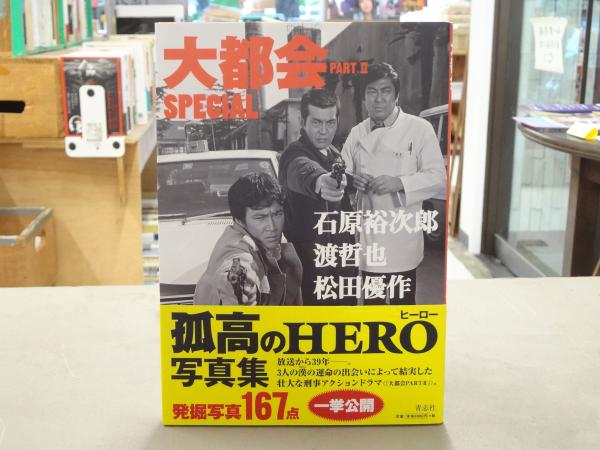 大都会 PART II
SPECIAL
石原裕次郎
渡哲也
松田優作
孤高のHERO
ヒーロー
写真集
放送から39年――。
3人の漢の運命の出会いによって結実した
壮大な刑事アクションドラマ(『大都会PARTⅡ』)。
発掘写真167点
一挙公開
青志社